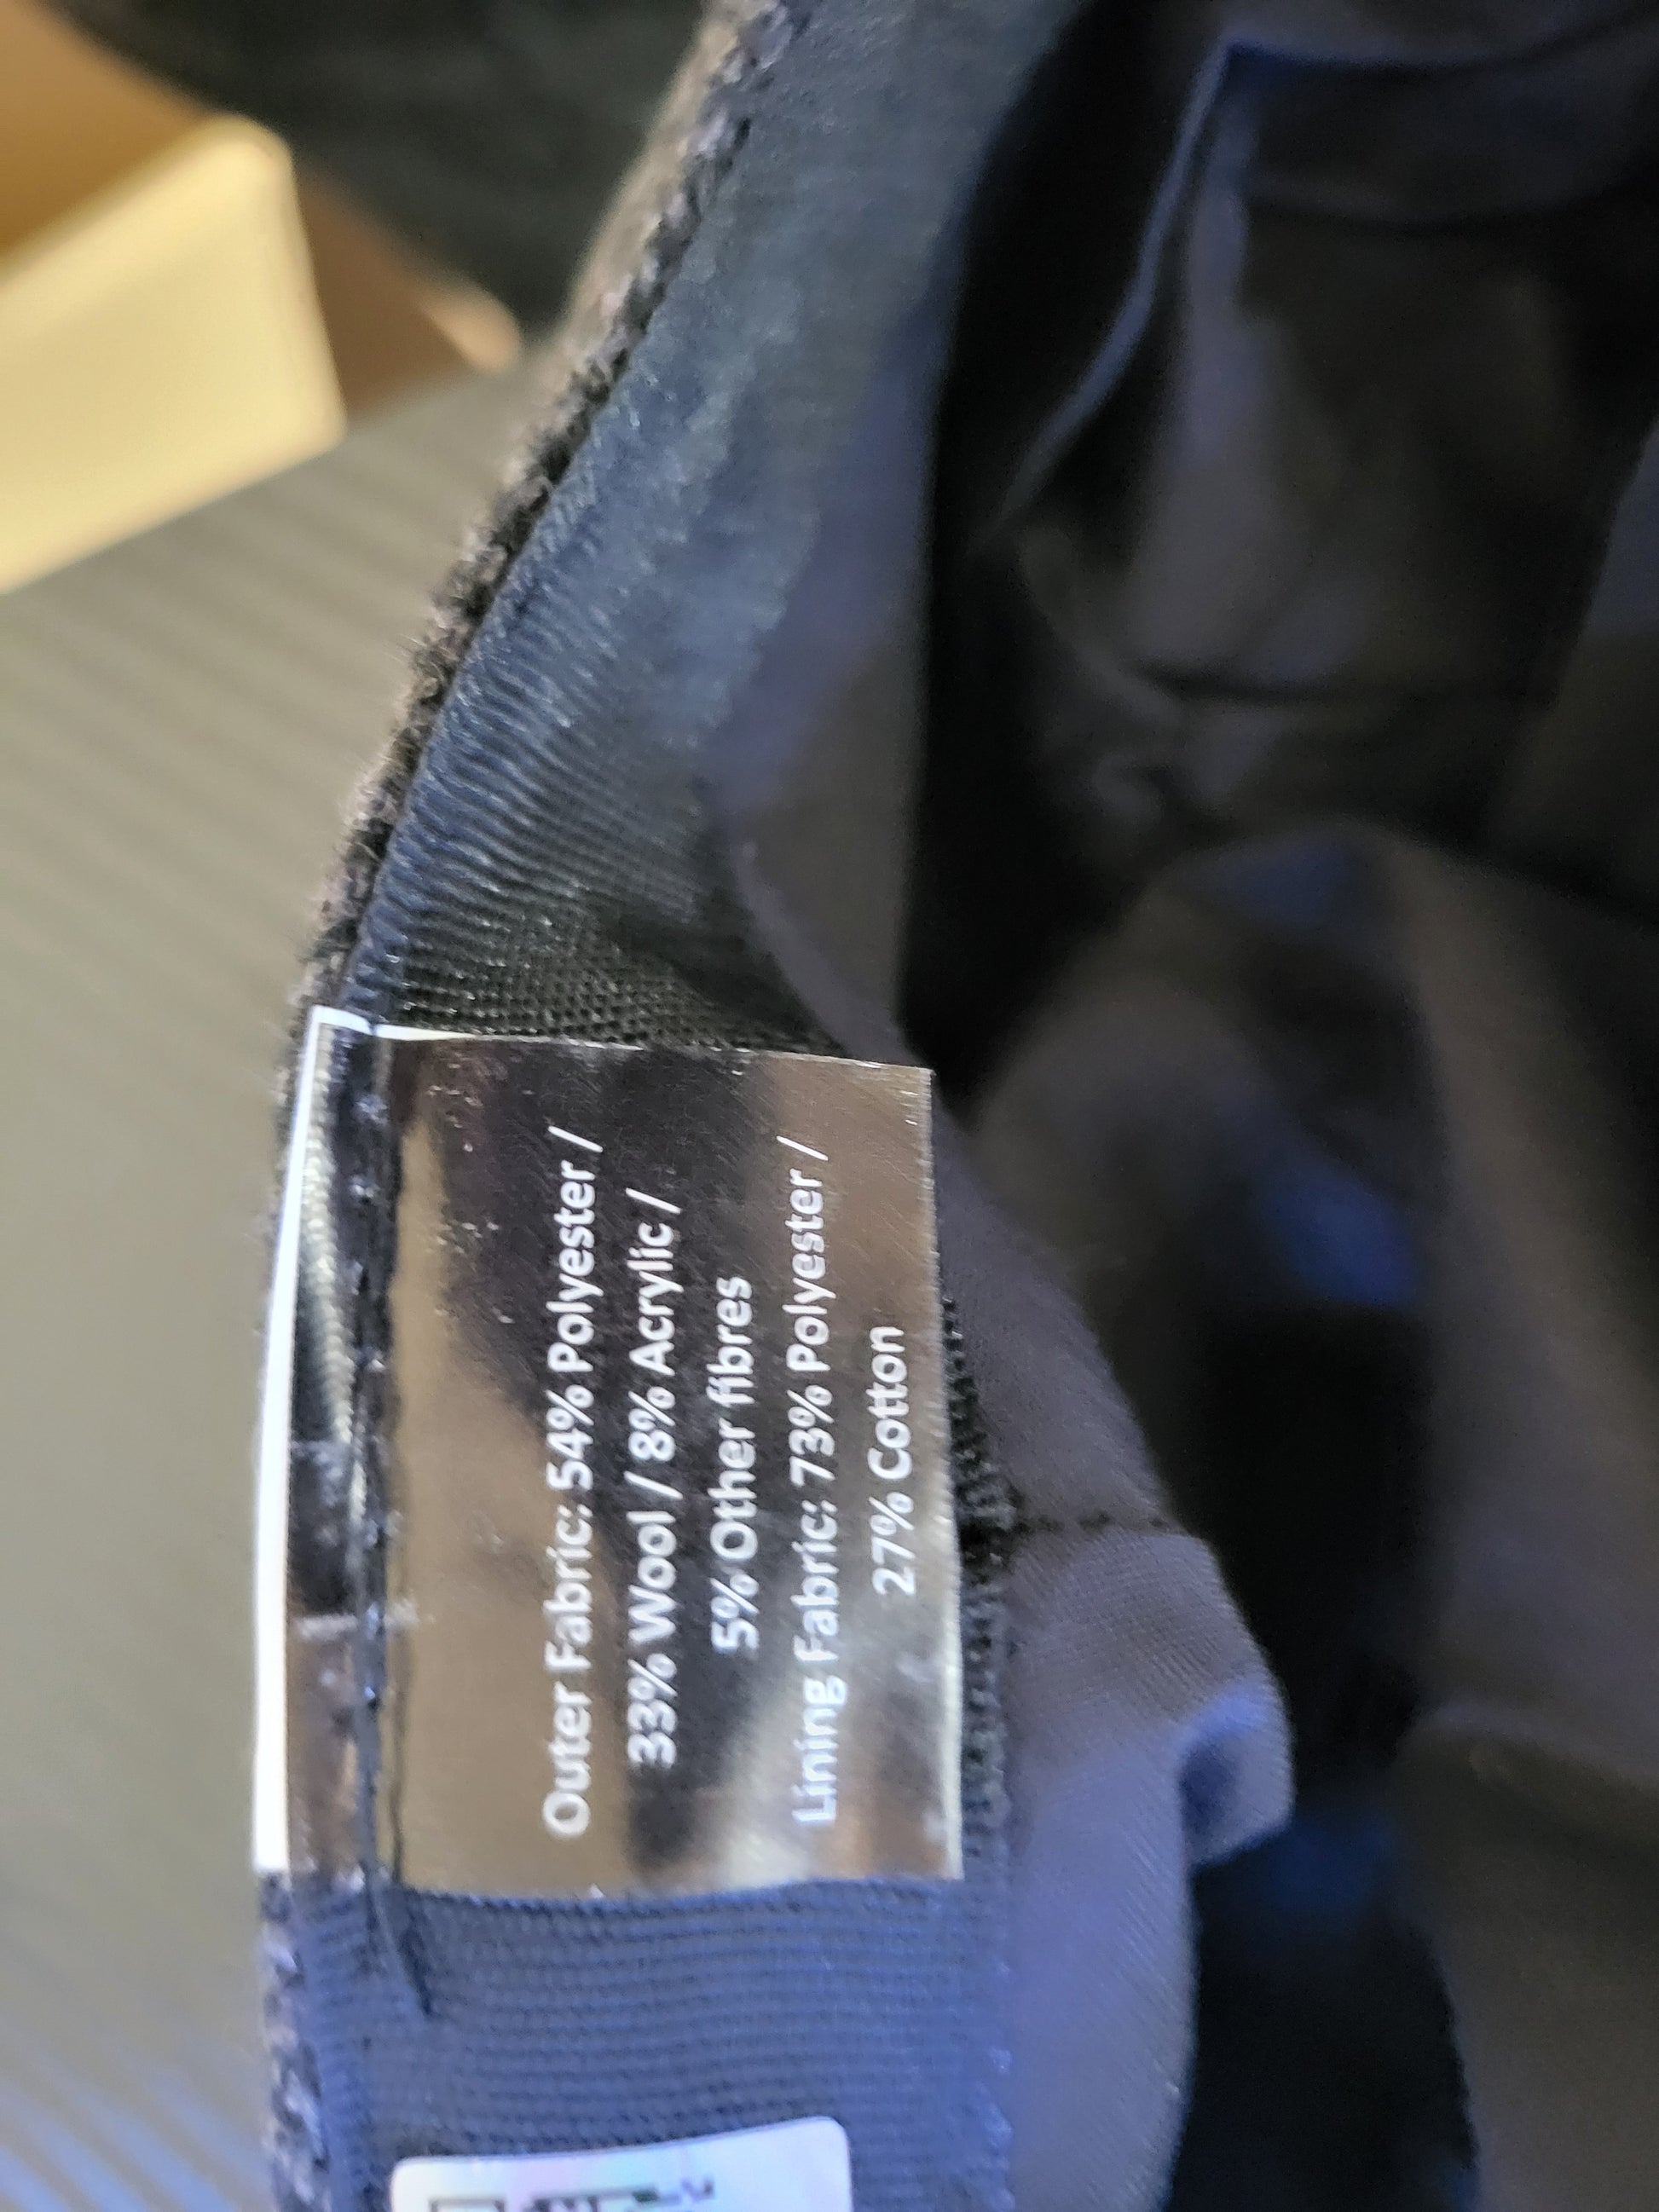 Outer Fabric: 54% Polyester /
33% Wool / 8% Acrylic /
5% Other fibres
Lining Fabric: 73% Polyester /
27% Cotton